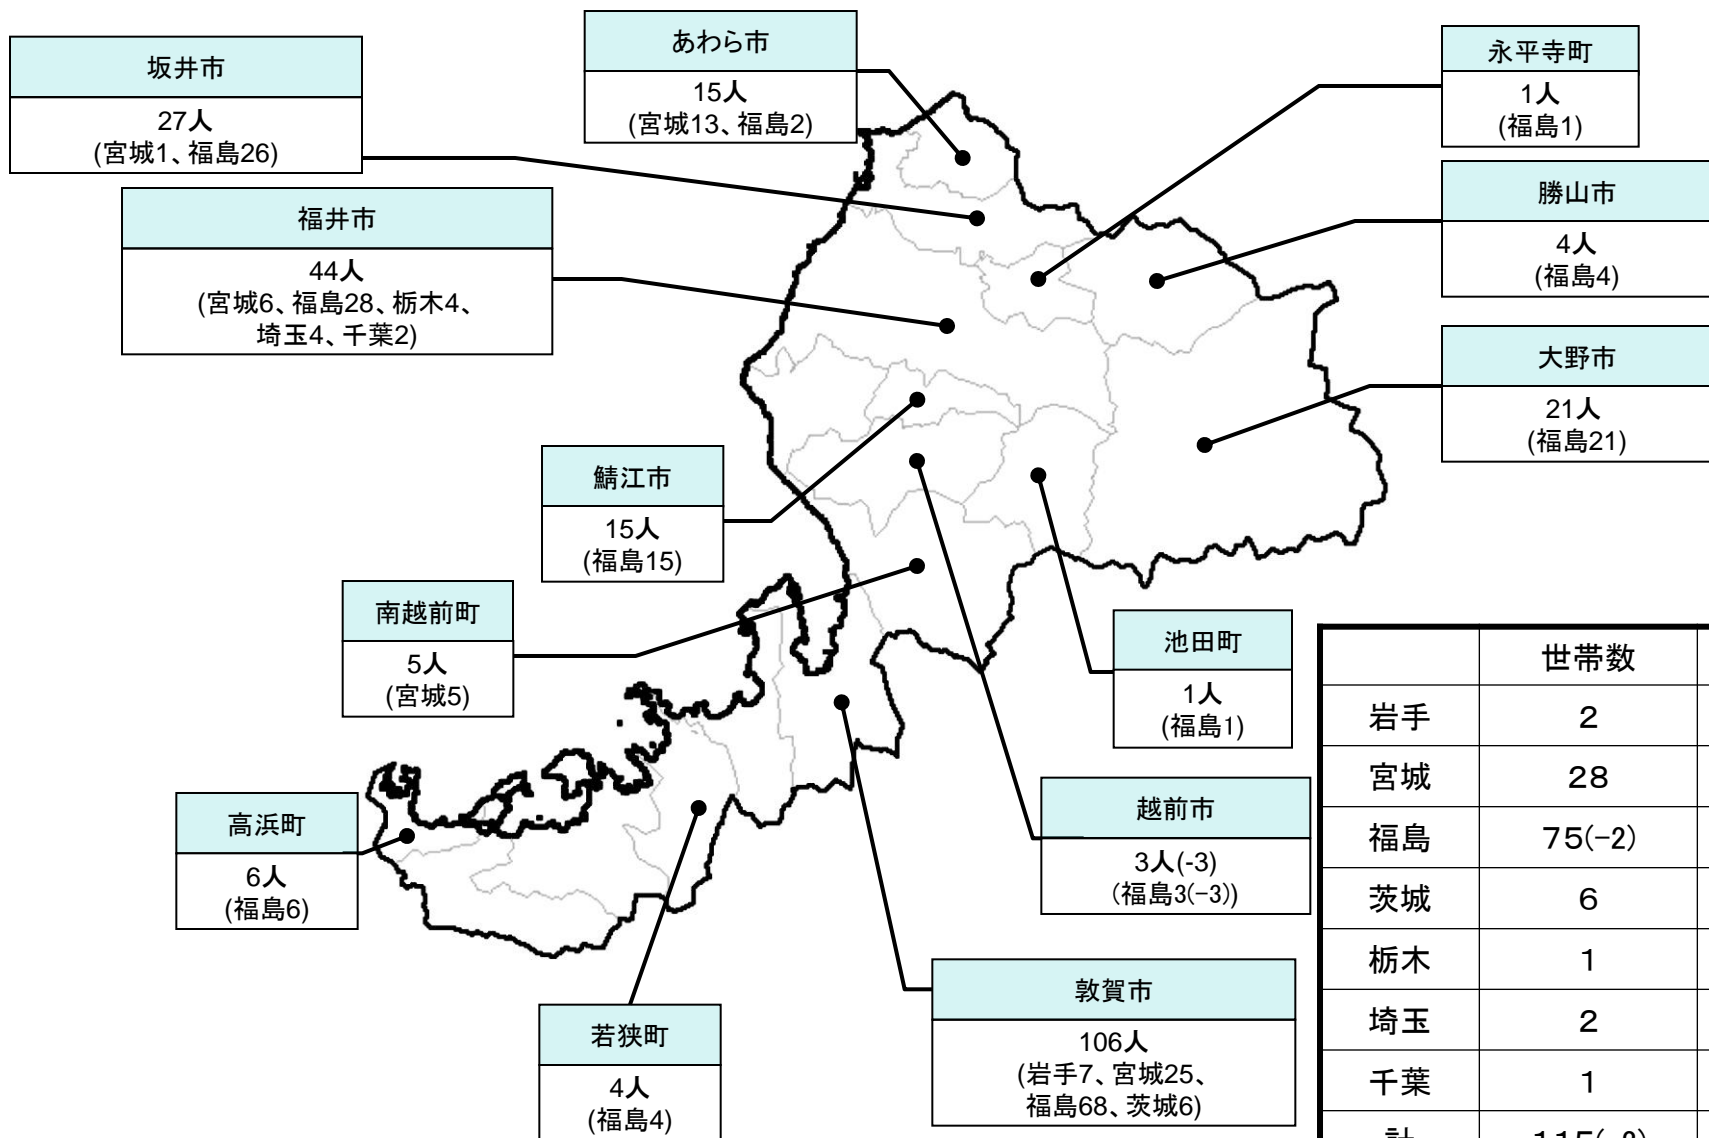 坂井市
27人
(宮城1、福島26)
あわら市
15人
(宮城13、福島2)
永平寺町
1人
(福島1)
福井市
44人
(宮城6、福島28、栃木4、
埼玉4、千葉2)
勝山市
4人
(福島4)
大野市
21人
(福島21)
鯖江市
15人
(福島15)
南越前町
5人
(宮城5)
池田町
1人
(福島1)
越前市
3人(-3)
(福島3(-3))
高浜町
6人
(福島6)
若狭町
4人
(福島4)
敦賀市
106人
(岩手7、宮城25、
福島68、茨城6)
世帯数
岩手 2
宮城 28
福島 75(-2)
茨城 6
栃木 1
埼玉 2
千葉 1
計 115(-2)